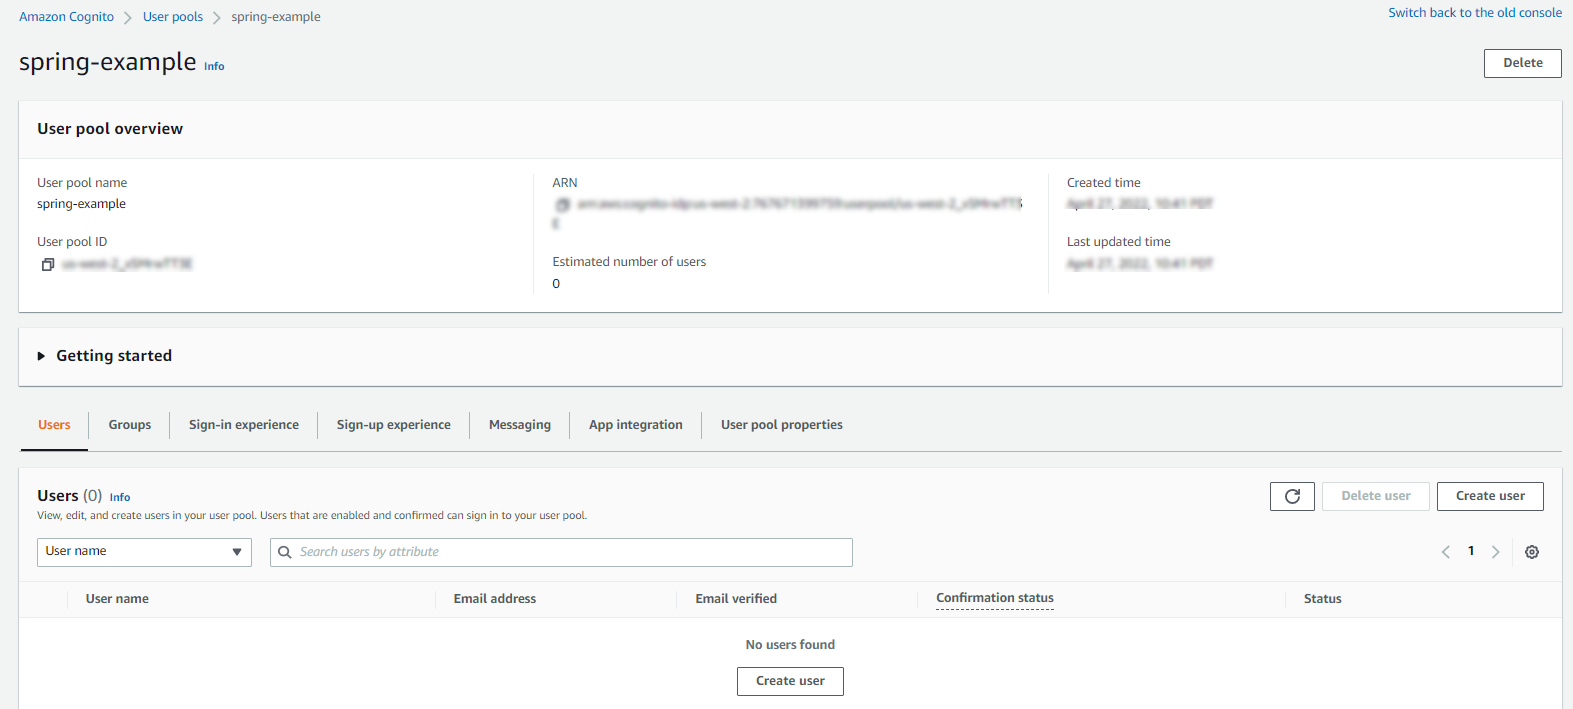 Amazon Cognito > User pools > spring-example
Switch back to the old console
spring-example Info
Delete
User pool overview
User pool name
spring-example
User pool ID
ARN
Estimated number of users
0
Created time
Last updated time
Getting started
Users
Groups
Sign-in experience
Sign-up experience
Messaging
App integration
User pool properties
Users (0) Info
View, edit, and create users in your user pool. Users that are enabled and confirmed can sign in to your user pool.
Delete user
Create user
User name
Search users by attribute
1
User name
Email address
Email verified
Confirmation status
Status
No users found
Create user